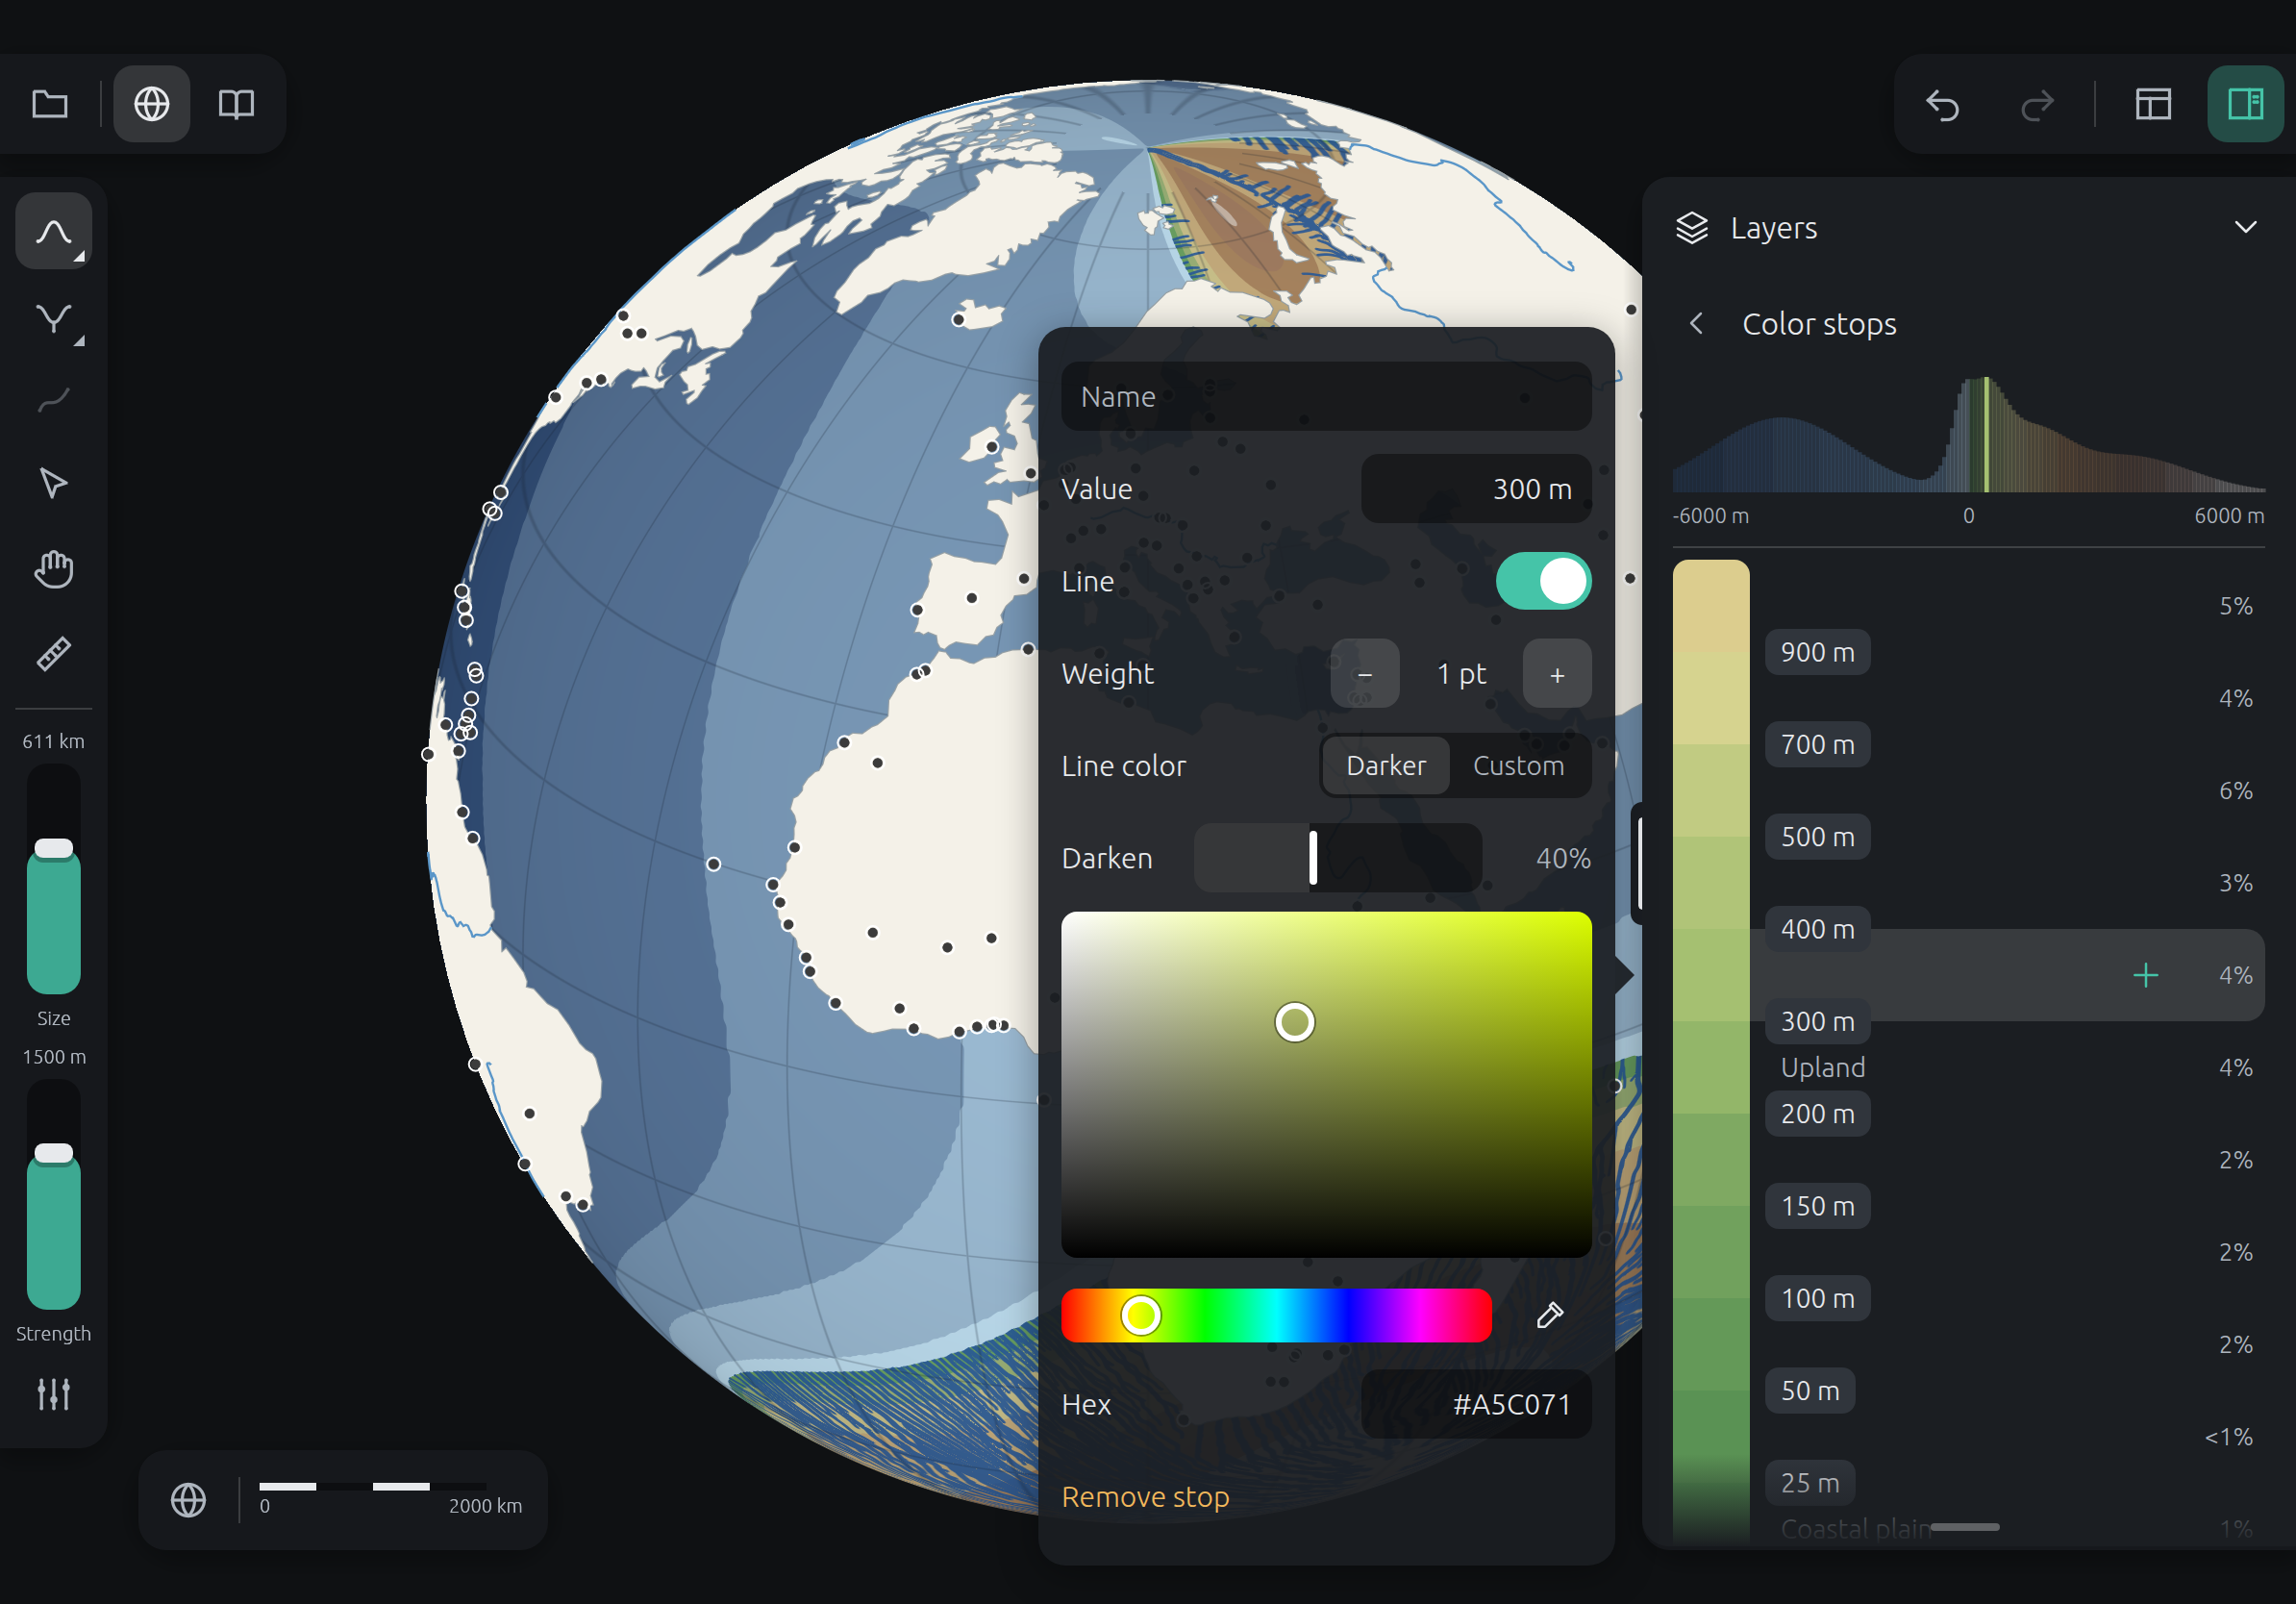 Layers
Color stops
-6000 m 0 6000 m
Name
Value 300 m
Line
Weight − 1 pt +
Line color Darker Custom
Darken 40%
Hex #A5C071
Remove stop
5%
900 m
4%
700 m
6%
500 m
3%
400 m
4%
300 m
Upland 4%
200 m
2%
150 m
2%
100 m
2%
50 m
<1%
25 m
Coastal plain 1%
611 km
Size
1500 m
Strength
0 2000 km